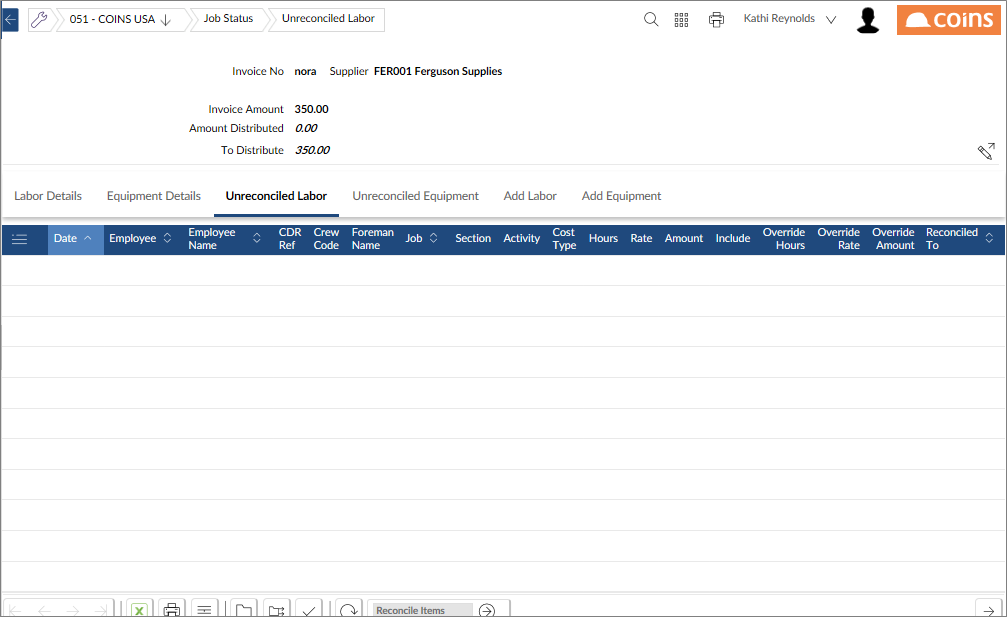 051 - COINS USA Job Status Unreconciled Labor Kathi Reynolds coins
Invoice No nora Supplier FER001 Ferguson Supplies
Invoice Amount 350.00
Amount Distributed 0.00
To Distribute 350.00
Labor Details Equipment Details Unreconciled Labor Unreconciled Equipment Add Labor Add Equipment
Date Employee Employee Name CDR Ref Crew Code Foreman Name Job Section Activity Cost Type Hours Rate Amount Include Override Hours Override Rate Override Amount Reconciled To
X Reconcile Items